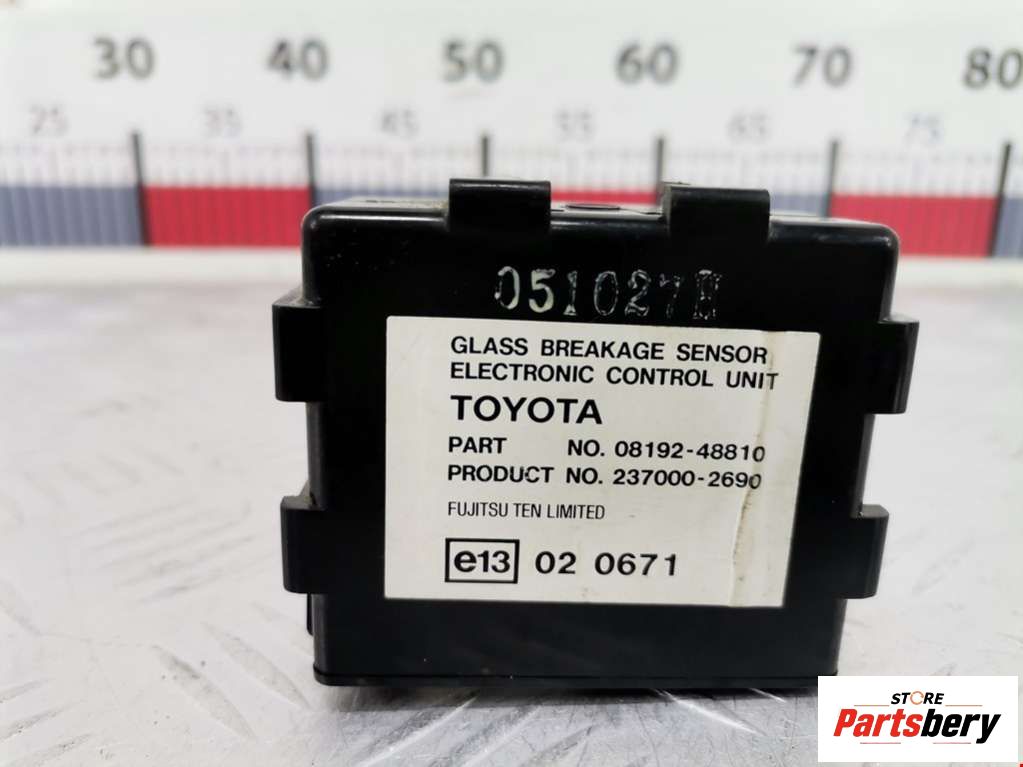 30 40 50 60 70 80
25 35 45 55 65 75
051027H
GLASS BREAKAGE SENSOR
ELECTRONIC CONTROL UNIT
TOYOTA
PART NO. 08192-48810
PRODUCT NO. 237000-2690
FUJITSU TEN LIMITED
e13 02 0671
STORE
Partsbery